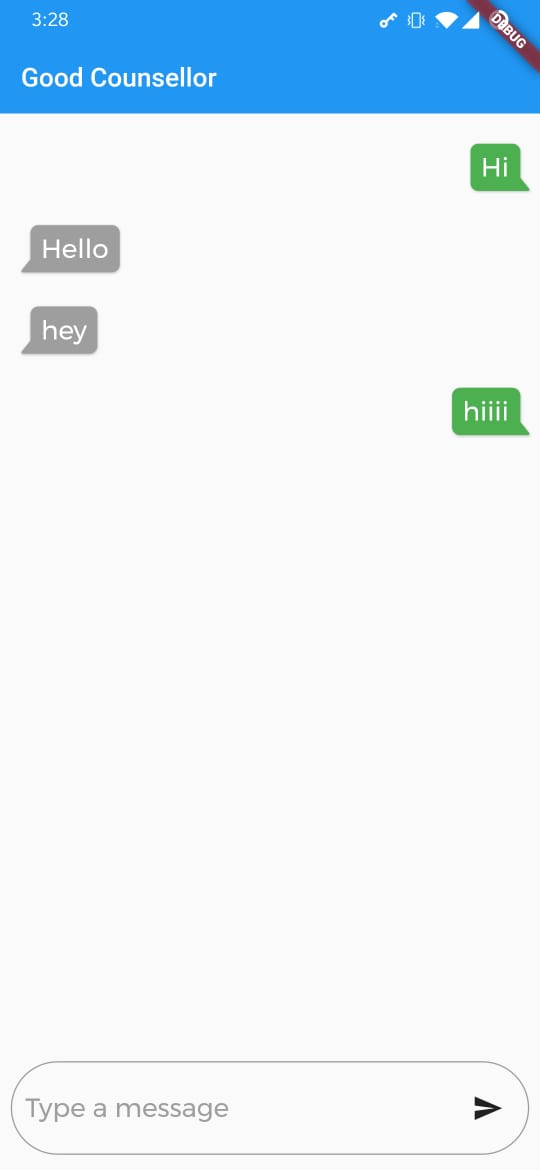 3:28
DEBUG
Good Counsellor
Hi
Hello
hey
hiiii
Type a message